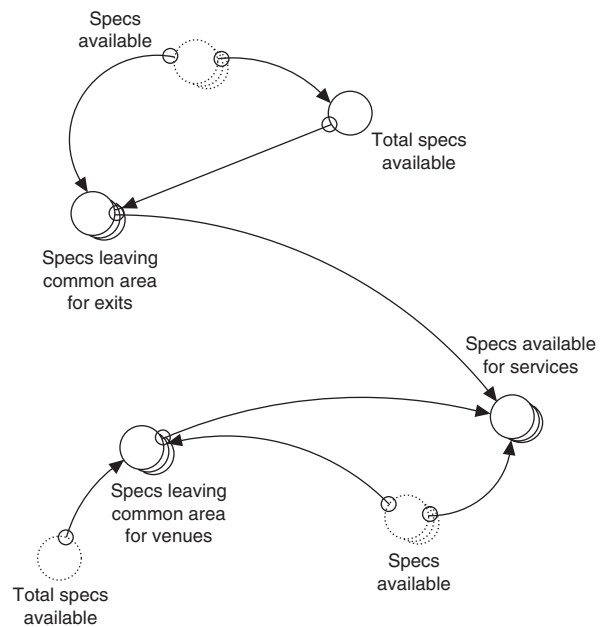 Specs
available
Total specs
available
Specs leaving
common area
for exits
Specs available
for services
Specs leaving
common area
for venues
Specs
available
Total specs
available